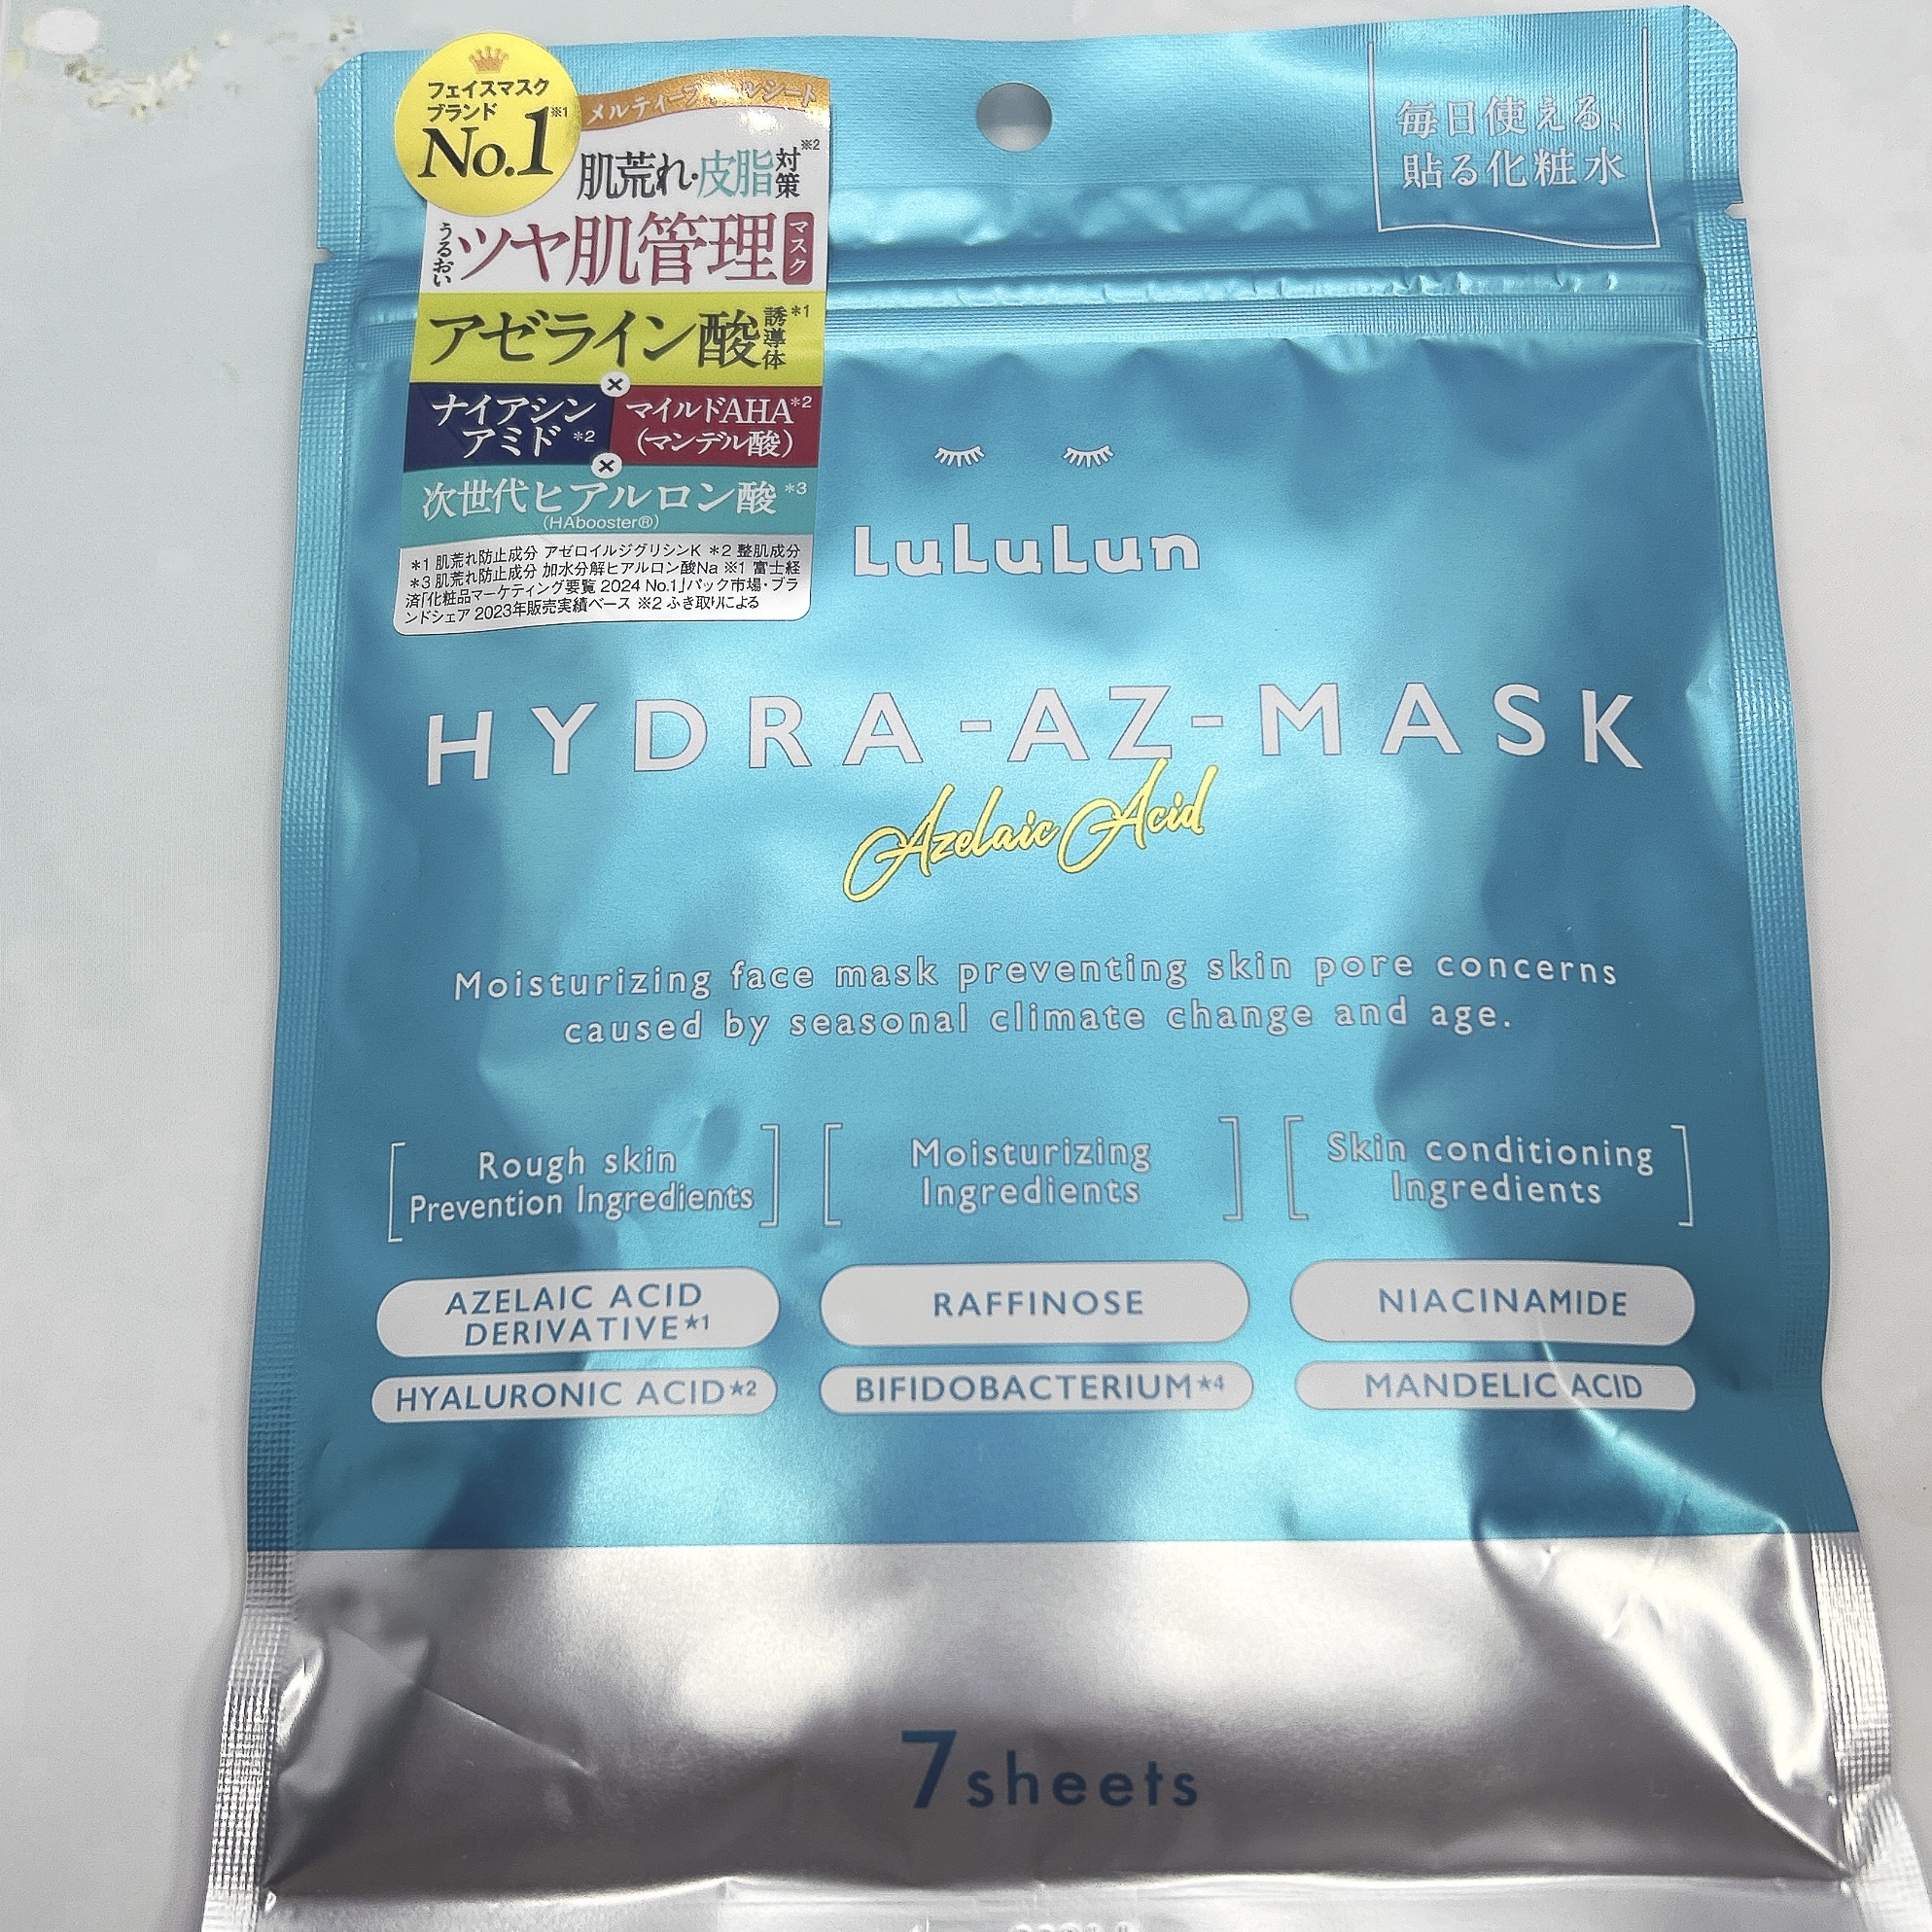 フェイスマスク
ブランド
No.1※1
肌荒れ・皮脂対策※2
うるおいツヤ肌管理マスク
アゼライン酸誘導体*1
×
ナイアシン
アミド*2
マイルドAHA*2
(マンデル酸)
×
次世代ヒアルロン酸*3
(HAbooster®)
*1 肌荒れ防止成分 アゼロイルジグリシンK *2 整肌成分
*3 肌荒れ防止成分 加水分解ヒアルロン酸Na ※1 富士経
済「化粧品マーケティング要覧 2024 No.1」パック市場・ブラ
ンドシェア 2023年販売実績ベース ※2 ふき取りによる
毎日使える、
貼る化粧水
LuLuLun
HYDRA-AZ-MASK
Azelaic Acid
Moisturizing face mask preventing skin pore concerns
caused by seasonal climate change and age.
Rough skin
Prevention Ingredients
Moisturizing
Ingredients
Skin conditioning
Ingredients
AZELAIC ACID
DERIVATIVE★1
RAFFINOSE
NIACINAMIDE
HYALURONIC ACID★2
BIFIDOBACTERIUM★4
MANDELIC ACID
7sheets